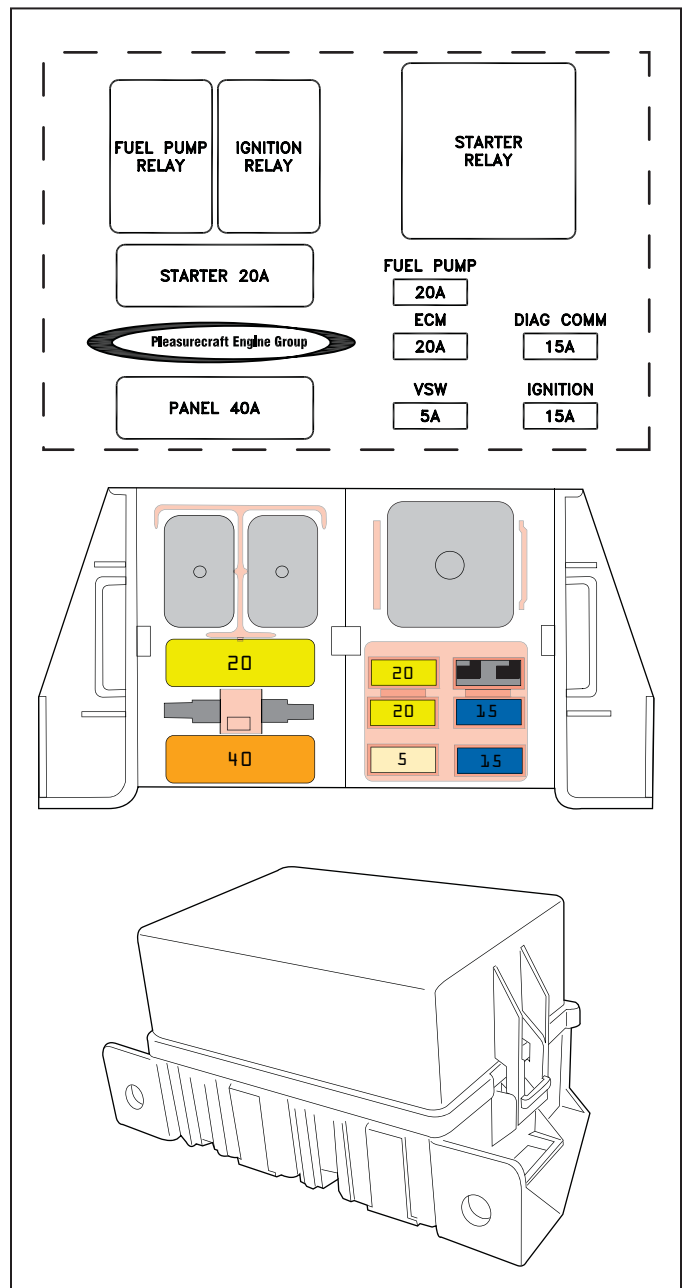 FUEL PUMP
RELAY
IGNITION
RELAY
STARTER
RELAY
STARTER 20A
FUEL PUMP
20A
Pleasurecraft Engine Group
ECM
20A
DIAG COMM
15A
PANEL 40A
VSW
5A
IGNITION
15A
20
20
20
15
40
5
15